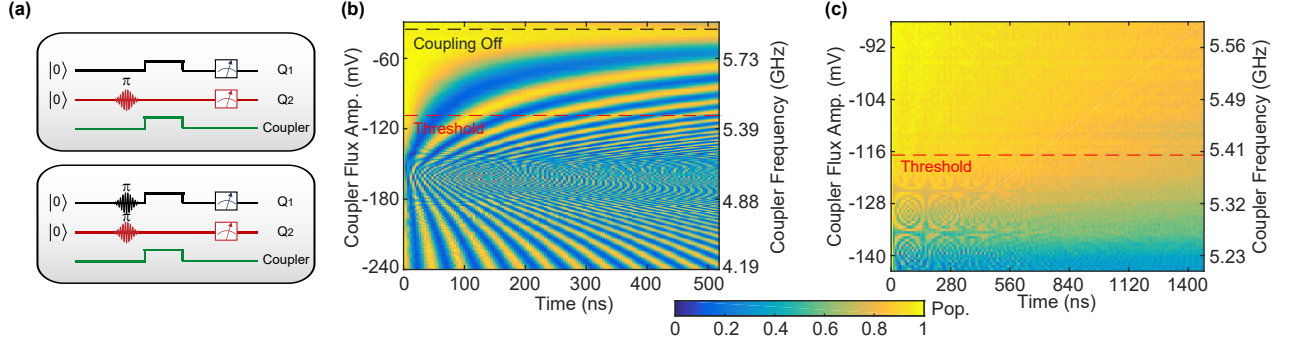 (a)
|0⟩
Q1
π
|0⟩
Q2
Coupler
π
|0⟩
Q1
π
|0⟩
Q2
Coupler
(b)
Coupling Off
Threshold
-60
-120
-180
-240
Coupler Flux Amp. (mV)
5.73
5.39
4.88
4.19
Coupler Frequency (GHz)
0 100 200 300 400 500
Time (ns)
(c)
Threshold
-92
-104
-116
-128
-140
Coupler Flux Amp. (mV)
5.56
5.49
5.41
5.32
5.23
Coupler Frequency (GHz)
0 280 560 840 1120 1400
Time (ns)
Pop.
0 0.2 0.4 0.6 0.8 1